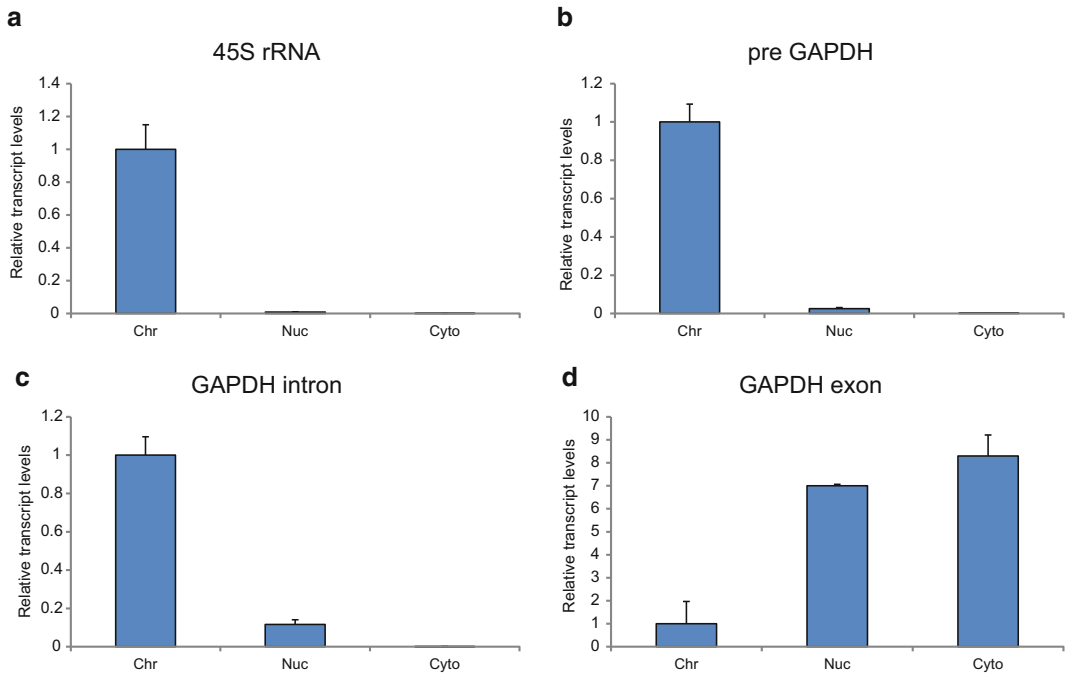 a
45S rRNA
Relative transcript levels
1.4
1.2
1
0.8
0.6
0.4
0.2
0
Chr Nuc Cyto
b
pre GAPDH
Relative transcript levels
1.2
1
0.8
0.6
0.4
0.2
0
Chr Nuc Cyto
c
GAPDH intron
Relative transcript levels
1.2
1
0.8
0.6
0.4
0.2
0
Chr Nuc Cyto
d
GAPDH exon
Relative transcript levels
10
9
8
7
6
5
4
3
2
1
0
Chr Nuc Cyto